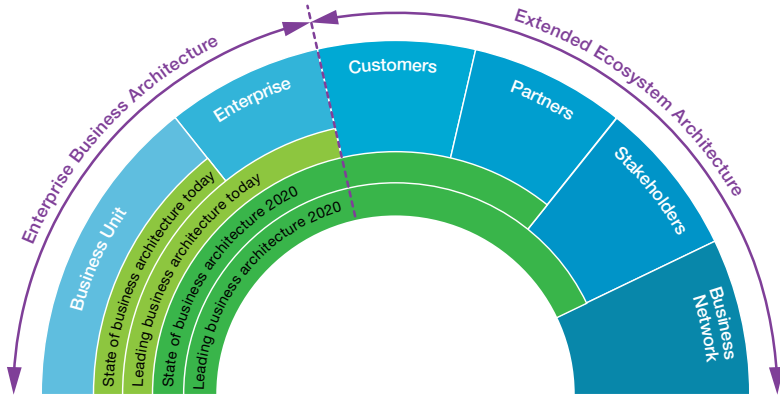 Enterprise Business Architecture
Extended Ecosystem Architecture
Business Unit
Enterprise
Customers
Partners
Stakeholders
Business
Network
State of business architecture today
Leading business architecture today
State of business architecture 2020
Leading business architecture 2020